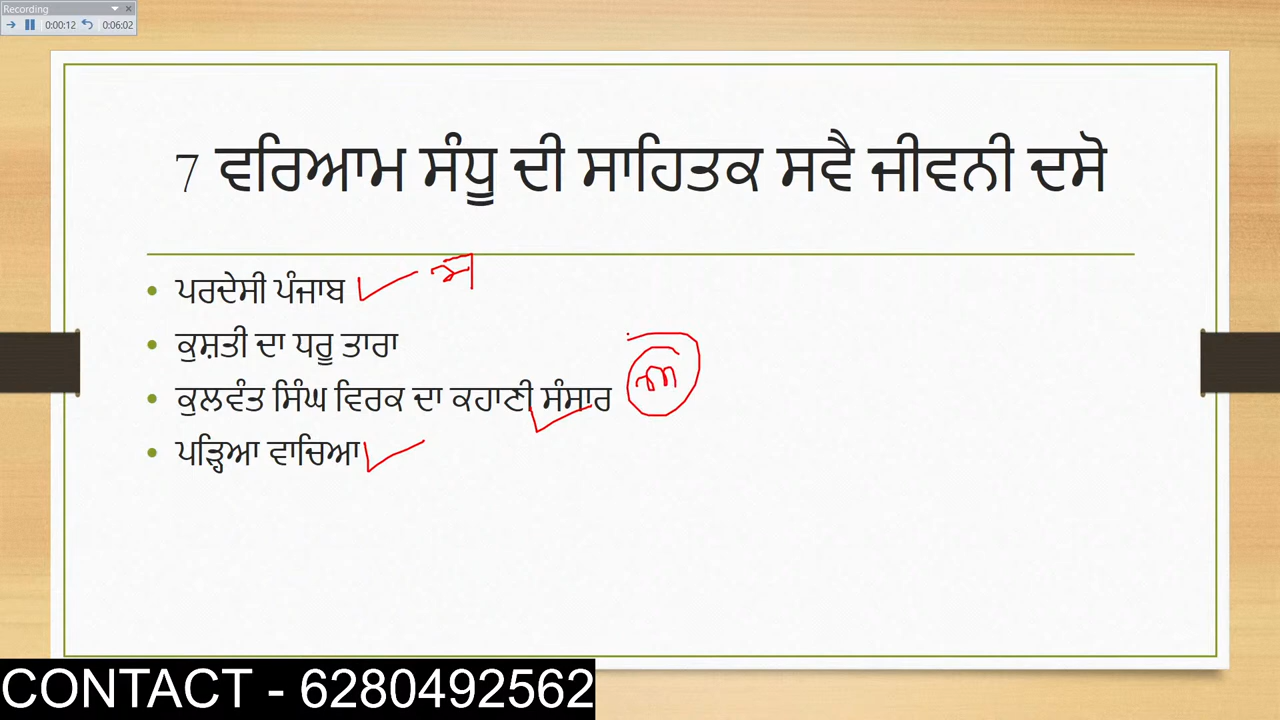 Recording
0:00:12 0:06:02
7 ਵਰਿਆਮ ਸੰਧੂ ਦੀ ਸਾਹਿਤਕ ਸਵੈ ਜੀਵਨੀ ਦਸੋ
• ਪਰਦੇਸੀ ਪੰਜਾਬ
• ਕੁਸ਼ਤੀ ਦਾ ਧਰੂ ਤਾਰਾ
• ਕੁਲਵੰਤ ਸਿੰਘ ਵਿਰਕ ਦਾ ਕਹਾਣੀ ਸੰਸਾਰ
• ਪੜ੍ਹਿਆ ਵਾਚਿਆ
CONTACT - 6280492562